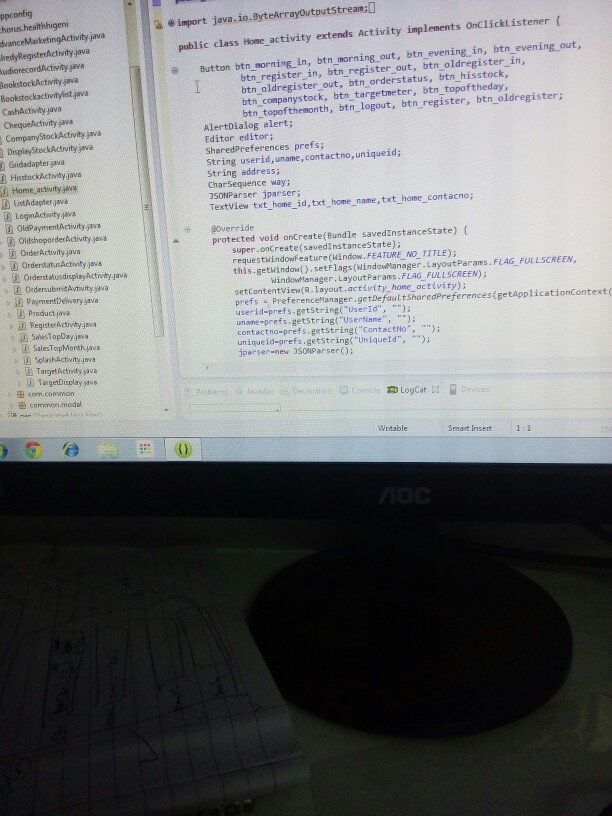 ppconfig
chorus.healthhigeni
dvanceMarketingActivity.java
lredyRegisterActivity.java
AudiorecordActivity.java
BookstockActivity.java
Bookstockactivitylist.java
CashActivity.java
ChequeActivity.java
CompanyStockActivity.java
DisplayStockActivity.java
Gridadapter.java
HisstockActivity.java
Home_activity.java
ListAdapter.java
LoginActivity.java
OldPaymentActivity.java
OldshoporderActivity.java
OrderActivity.java
OrderstatusActivity.java
OrderstatusdisplayActivity.java
OrdersubmitAvtivity.java
PaymentDelivery.java
Product.java
RegisterActivity.java
SalesTopDay.java
SalesTopMonth.java
SplashActivity.java
TargetActivity.java
TargetDisplay.java
com.common
common.modal
import java.io.ByteArrayOutputStream;
public class Home_activity extends Activity implements OnClickListener {
Button btn_morning_in, btn_morning_out, btn_evening_in, btn_evening_out,
btn_register_in, btn_register_out, btn_oldregister_in,
btn_oldregister_out, btn_orderstatus, btn_hisstock,
btn_companystock, btn_targetmeter, btn_topoftheday,
btn_topofthemonth, btn_logout, btn_register, btn_oldregister;
AlertDialog alert;
Editor editor;
SharedPreferences prefs;
String userid,uname,contactno,uniqueid;
String address;
CharSequence way;
JSONParser jparser;
TextView txt_home_id,txt_home_name,txt_home_contacno;
@Override
protected void onCreate(Bundle savedInstanceState) {
super.onCreate(savedInstanceState);
requestWindowFeature(Window.FEATURE_NO_TITLE);
this.getWindow().setFlags(WindowManager.LayoutParams.FLAG_FULLSCREEN,
WindowManager.LayoutParams.FLAG_FULLSCREEN);
setContentView(R.layout.activity_home_activity);
prefs = PreferenceManager.getDefaultSharedPreferences(getApplicationContext(
userid=prefs.getString("UserId", "");
uname=prefs.getString("UserName", "");
contactno=prefs.getString("ContactNo", "");
uniqueid=prefs.getString("UniqueId", "");
jparser=new JSONParser();
Problems Javadoc Declaration Console LogCat Devices
Writable Smart Insert 1 : 1
AOC